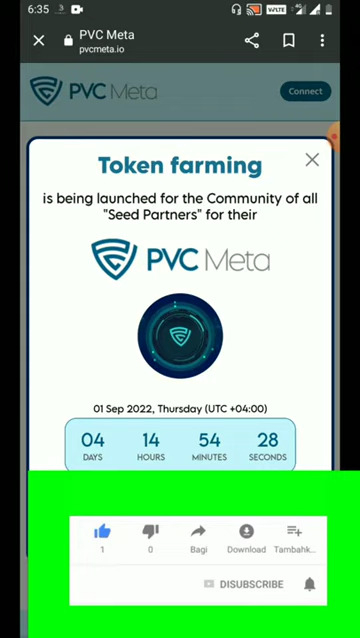 6:35
VoLTE
4G
PVC Meta
pvcmeta.io
PVC Meta
Connect
Token farming
is being launched for the Community of all
"Seed Partners" for their
PVC Meta
01 Sep 2022, Thursday (UTC +04:00)
04 14 54 28
DAYS HOURS MINUTES SECONDS
1 0 Bagi Download Tambahk...
DISUBSCRIBE